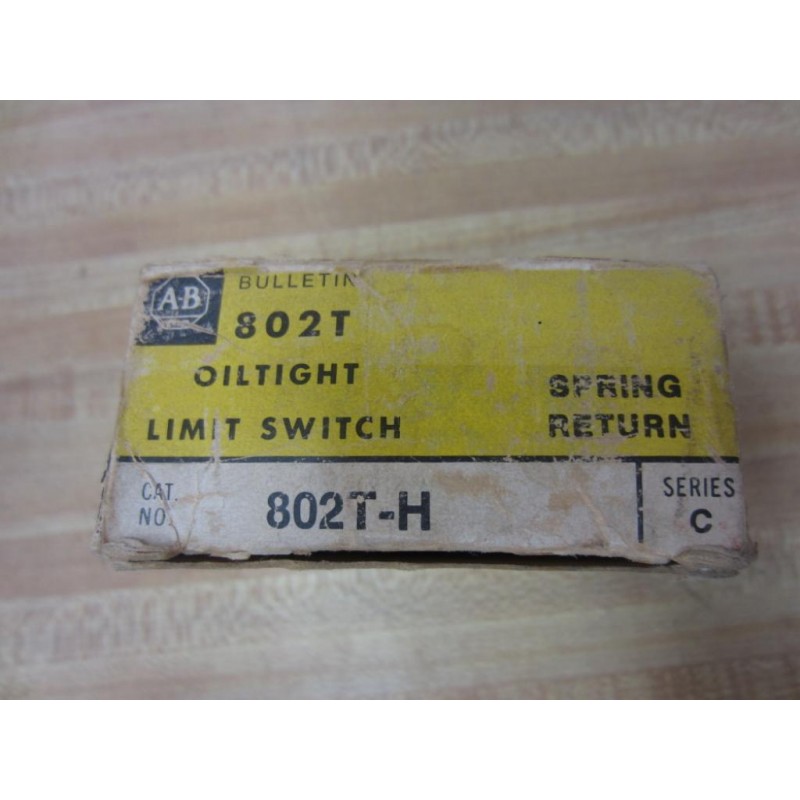 A-B
BULLETIN
802T
OILTIGHT
LIMIT SWITCH
SPRING
RETURN
CAT.
NO.
802T-H
SERIES
C